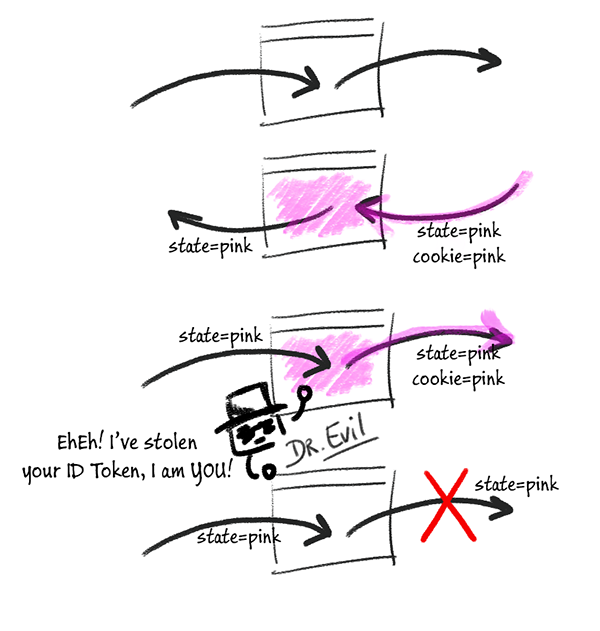 state=pink
state=pink
cookie=pink
state=pink
state=pink
cookie=pink
EhEh! I've stolen
your ID Token, I am YOU!
DR. EVIL
state=pink
state=pink